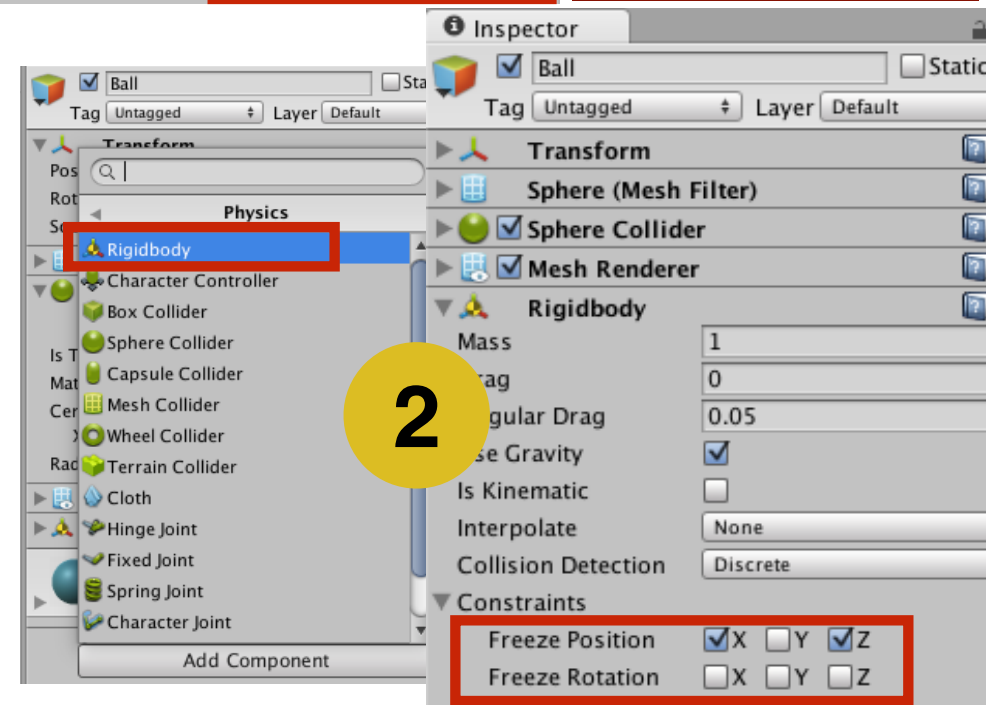 Ball
Sta
Tag Untagged Layer Default
Transform
Pos
Rot
Physics
Rigidbody
Character Controller
Box Collider
Sphere Collider
Is T
Capsule Collider
Mat
Mesh Collider
Cer
Wheel Collider
Rad
Terrain Collider
Cloth
Hinge Joint
Fixed Joint
Spring Joint
Character Joint
Add Component
2
Inspector
Ball Static
Tag Untagged Layer Default
Transform
Sphere (Mesh Filter)
Sphere Collider
Mesh Renderer
Rigidbody
Mass 1
rag 0
gular Drag 0.05
se Gravity
Is Kinematic
Interpolate None
Collision Detection Discrete
Constraints
Freeze Position X Y Z
Freeze Rotation X Y Z